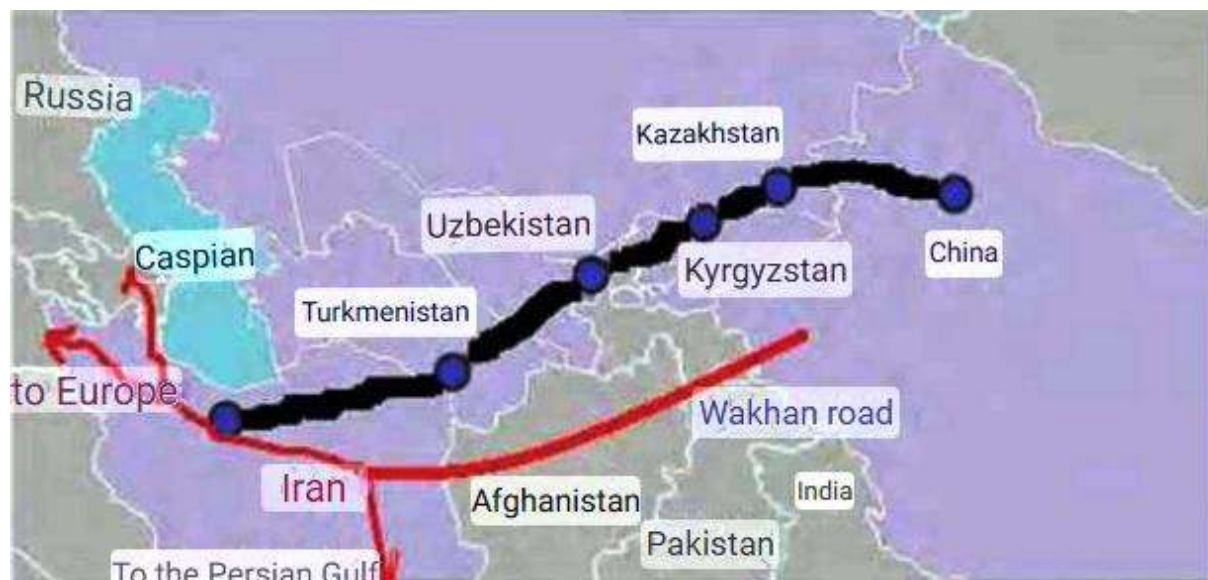 Russia
Kazakhstan
Uzbekistan
Caspian
China
Kyrgyzstan
Turkmenistan
to Europe
Wakhan road
Iran
Afghanistan
India
Pakistan
To the Persian Gulf